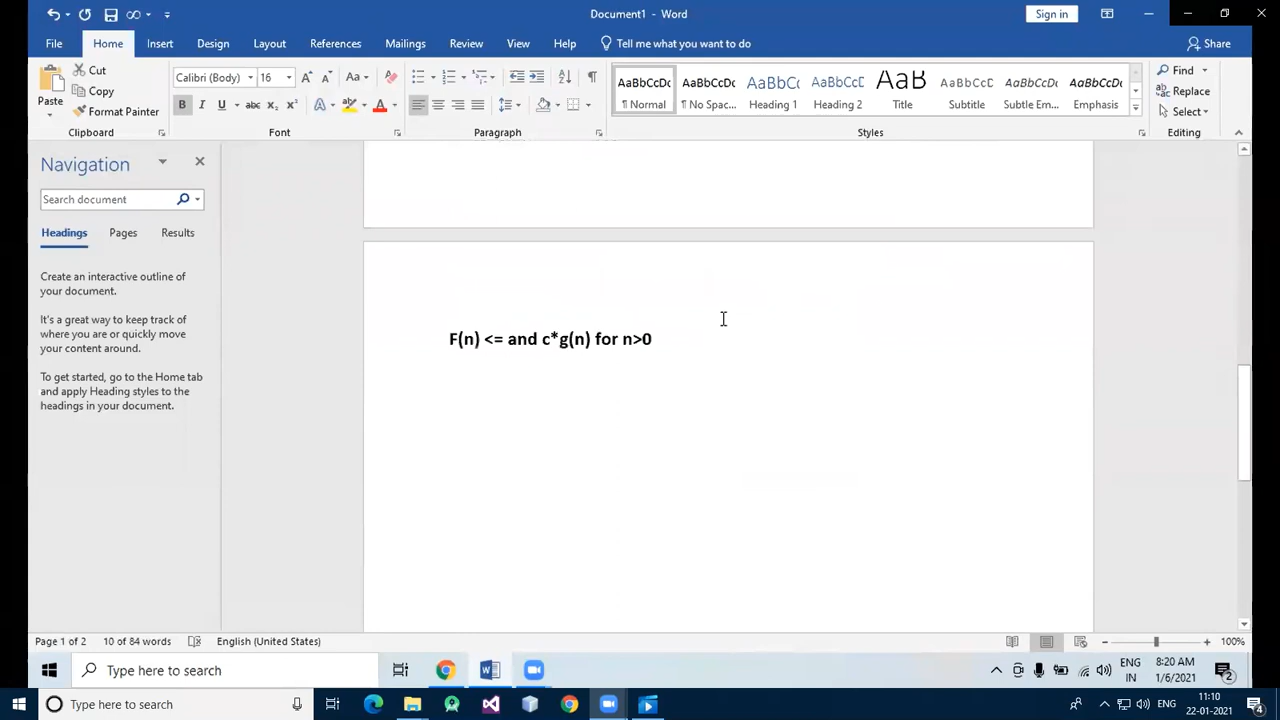 Document1 - Word
Sign in
File Home Insert Design Layout References Mailings Review View Help Tell me what you want to do Share
Paste
Cut
Copy
Format Painter
Clipboard
Calibri (Body) 16
B I U abc X₂ X²
Font
Paragraph
AaBbCcDc ¶ Normal
AaBbCcDc ¶ No Spac...
AaBbC Heading 1
AaBbCcD Heading 2
AaB Title
AaBbCcD Subtitle
AaBbCcDc Subtle Em...
AaBbCcDc Emphasis
Styles
Find
Replace
Select
Editing
Navigation
Search document
Headings Pages Results
Create an interactive outline of
your document.
It's a great way to keep track of
where you are or quickly move
your content around.
To get started, go to the Home tab
and apply Heading styles to the
headings in your document.
F(n) <= and c*g(n) for n>0
Page 1 of 2 10 of 84 words English (United States) 100%
Type here to search
ENG
IN
8:20 AM
1/6/2021
2
Type here to search
ENG
11:10
22-01-2021
4